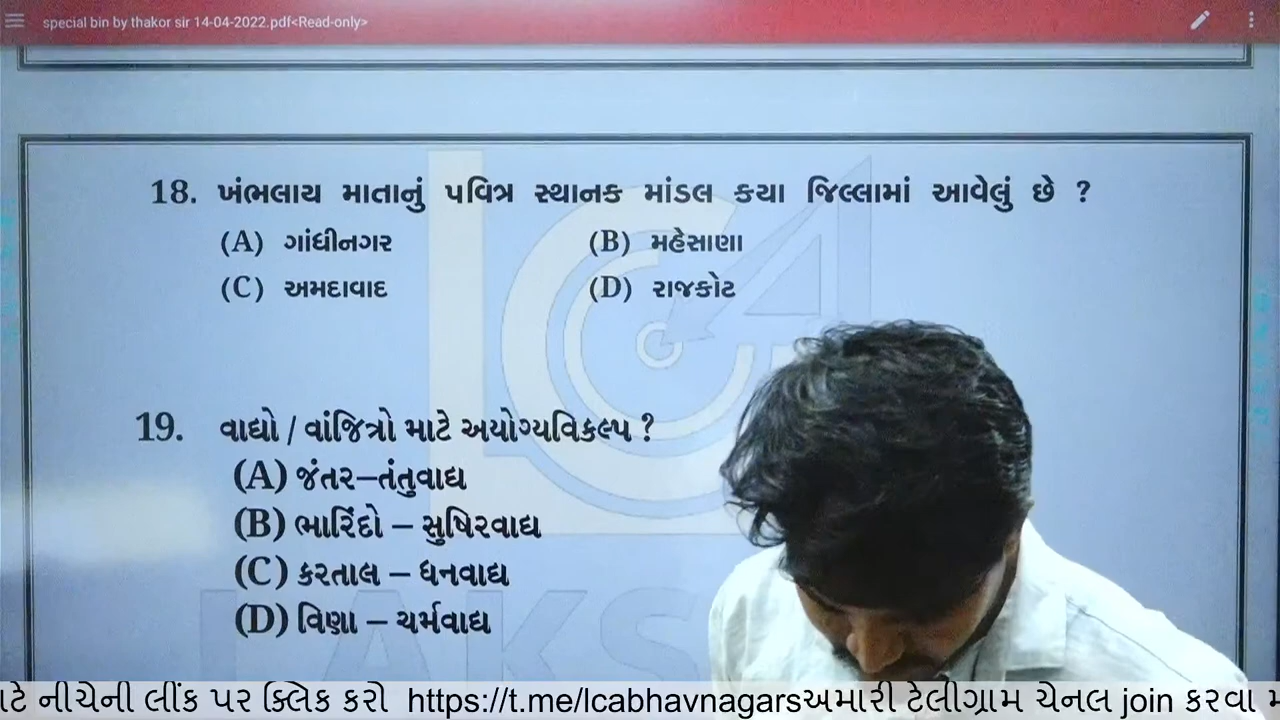 special bin by thakor sir 14-04-2022.pdf<Read-only>
18. ખંભલાય માતાનું પવિત્ર સ્થાનક માંડલ કયા જિલ્લામાં આવેલું છે ?
(A) ગાંધીનગર (B) મહેસાણા
(C) અમદાવાદ (D) રાજકોટ
19. વાદ્યો / વાંજિત્રો માટે અયોગ્યવિકલ્પ ?
(A) જંતર–તંતુવાદ્ય
(B) ભારિંદો – સુષિરવાદ્ય
(C) કરતાલ – ધનવાદ્ય
(D) વિણા – ચર્મવાદ્ય
LAKS
ાટે નીચેની લીંક પર ક્લિક કરો https://t.me/lcabhavnagarsઅમારી ટેલીગ્રામ ચેનલ join કરવા મ